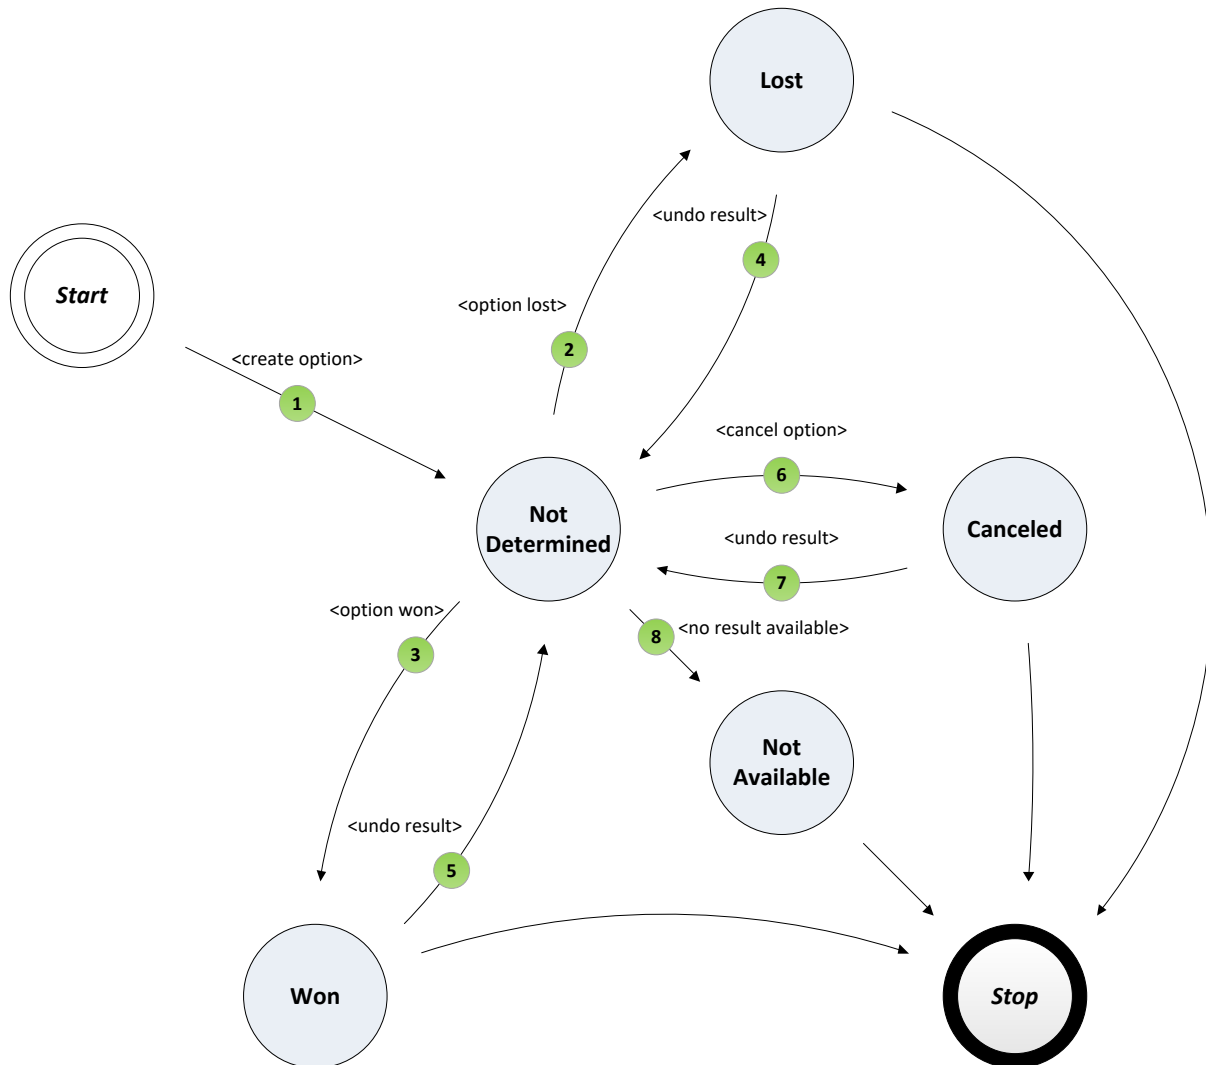 Lost
<undo result>
4
Start
<option lost>
2
<create option>
1
<cancel option>
6
Not
Determined
Canceled
<undo result>
7
<option won>
3
8
<no result available>
Not
Available
<undo result>
5
Won
Stop